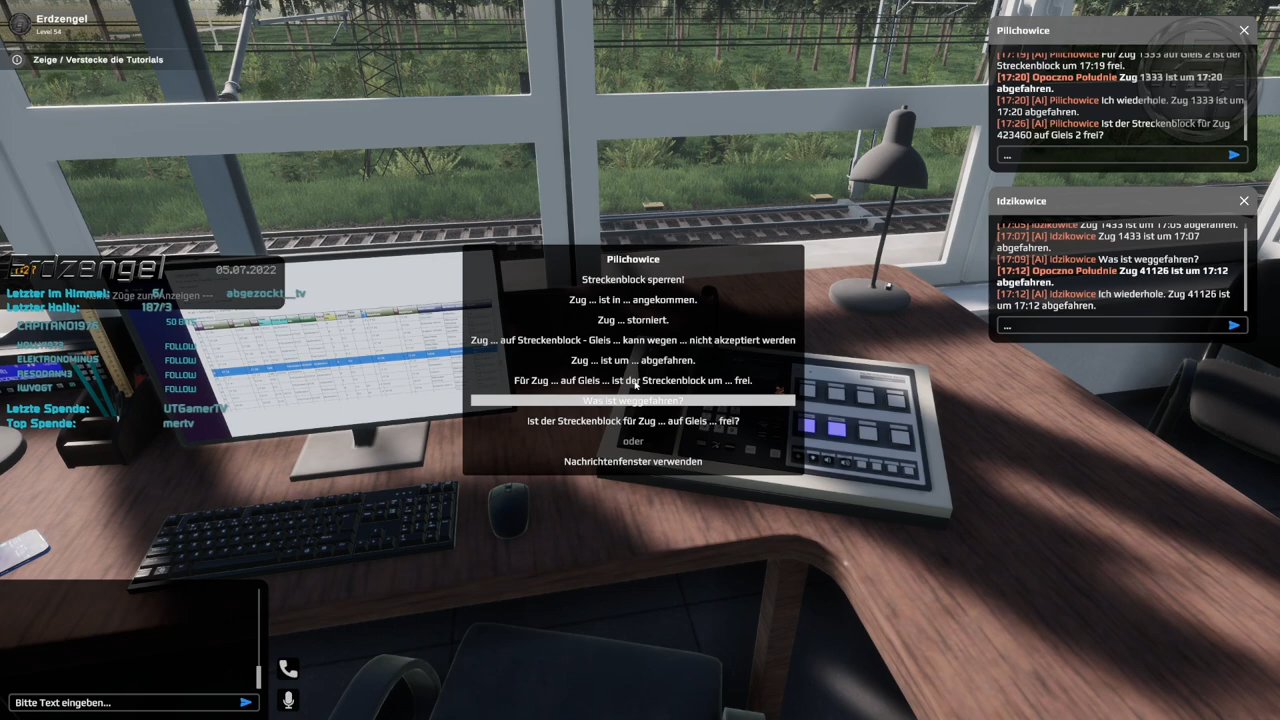 Erdzengel
Level 54
Zeige / Verstecke die Tutorials
Erdzengel
05.07.2022
Letzter im Himmel:
abgezockt__tv
Letzter Holly:
187/3
CAPITANO1976
50 BITS
FOLLOW
ELEKTRONOMINUS
FOLLOW
FOLLOW
IWVOGT
FOLLOW
Letzte Spende:
UTGamerTV
Top Spende:
mertv
Pilichowice
Streckenblock sperren!
Zug ... ist in ... angekommen.
Zug ... storniert.
Zug ... auf Streckenblock - Gleis ... kann wegen ... nicht akzeptiert werden
Zug ... ist um ... abgefahren.
Für Zug ... auf Gleis ... ist der Streckenblock um ... frei.
Was ist weggefahren?
Ist der Streckenblock für Zug ... auf Gleis ... frei?
oder
Nachrichtenfenster verwenden
Pilichowice
[17:19] [AI] Pilichowice Für Zug 1333 auf Gleis 2 ist der
Streckenblock um 17:19 frei.
[17:20] Opoczno Południe Zug 1333 ist um 17:20
abgefahren.
[17:20] [AI] Pilichowice Ich wiederhole. Zug 1333 ist um
17:20 abgefahren.
[17:26] [AI] Pilichowice Ist der Streckenblock für Zug
423460 auf Gleis 2 frei?
...
Idzikowice
[17:05] Idzikowice Zug 1433 ist um 17:05 abgefahren.
[17:07] [AI] Idzikowice Zug 1433 ist um 17:07
abgefahren.
[17:09] [AI] Idzikowice Was ist weggefahren?
[17:12] Opoczno Południe Zug 41126 ist um 17:12
abgefahren.
[17:12] [AI] Idzikowice Ich wiederhole. Zug 41126 ist
um 17:12 abgefahren.
...
Bitte Text eingeben...